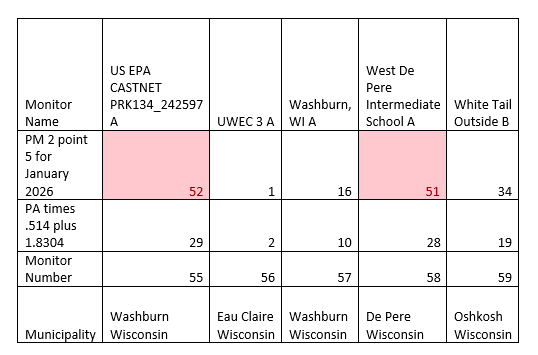 Monitor Name	US EPA CASTNET PRK134_242597 A	UWEC 3 A	Washburn, WI A	West De Pere Intermediate School A	White Tail Outside B
PM 2 point 5 for January 2026	52	1	16	51	34
PA times .514 plus 1.8304	29	2	10	28	19
Monitor Number	55	56	57	58	59
Municipality	Washburn Wisconsin	Eau Claire Wisconsin	Washburn Wisconsin	De Pere Wisconsin	Oshkosh Wisconsin